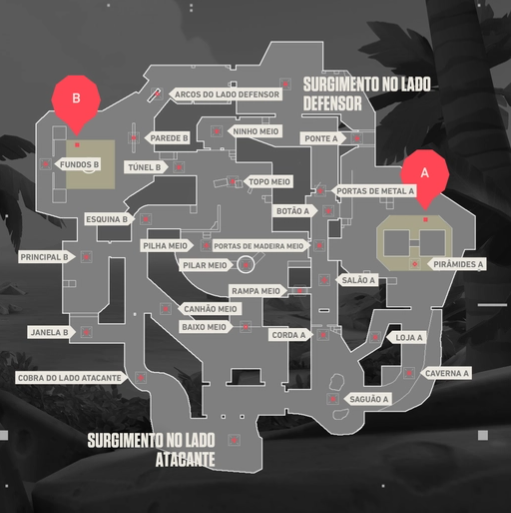 ARCOS DO LADO DEFENSOR
SURGIMENTO NO LADO
DEFENSOR
B
PAREDE B
NINHO MEIO
PONTE A
FUNDOS B
TÚNEL B
A
TOPO MEIO
PORTAS DE METAL A
BOTÃO A
ESQUINA B
PILHA MEIO
PORTAS DE MADEIRA MEIO
PRINCIPAL B
PILAR MEIO
PIRÂMIDES A
SALÃO A
RAMPA MEIO
CANHÃO MEIO
BAIXO MEIO
JANELA B
CORDA A
LOJA A
COBRA DO LADO ATACANTE
CAVERNA A
SAGUÃO A
SURGIMENTO NO LADO
ATACANTE